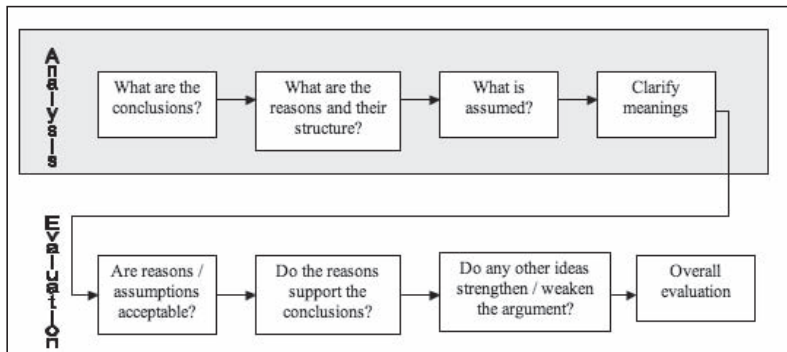 Analysis
What are the
conclusions?
What are the
reasons and their
structure?
What is
assumed?
Clarify
meanings
Evaluation
Are reasons /
assumptions
acceptable?
Do the reasons
support the
conclusions?
Do any other ideas
strengthen / weaken
the argument?
Overall
evaluation